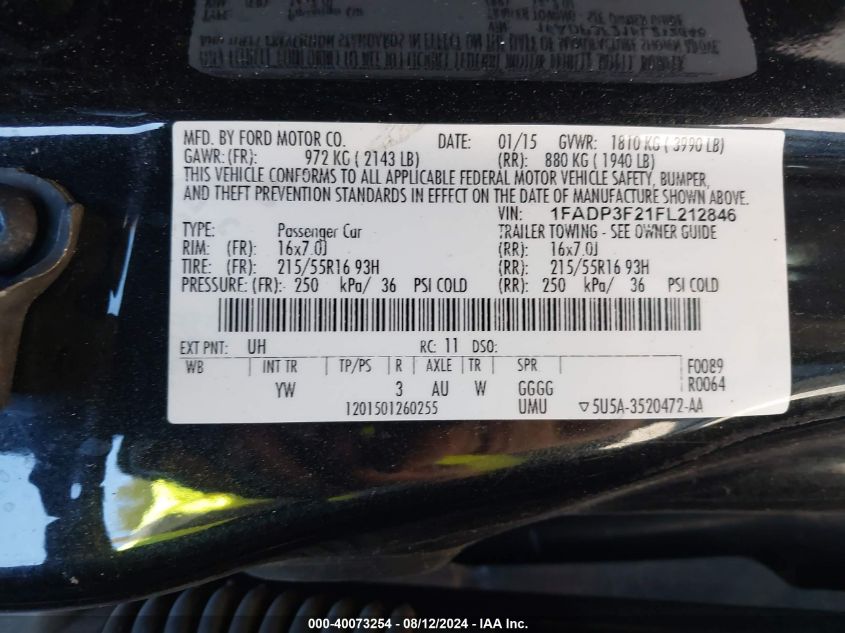 MFD. BY FORD MOTOR CO. DATE: 01/15 GVWR: 1810 KG ( 3990 LB)
GAWR: (FR): 972 KG ( 2143 LB) (RR): 880 KG ( 1940 LB)
THIS VEHICLE CONFORMS TO ALL APPLICABLE FEDERAL MOTOR VEHICLE SAFETY, BUMPER,
AND THEFT PREVENTION STANDARDS IN EFFECT ON THE DATE OF MANUFACTURE SHOWN ABOVE.
VIN: 1FADP3F21FL212846
TYPE: Passenger Car TRAILER TOWING - SEE OWNER GUIDE
RIM: (FR): 16x7.0J (RR): 16x7.0J
TIRE: (FR): 215/55R16 93H (RR): 215/55R16 93H
PRESSURE: (FR): 250 kPa/ 36 PSI COLD (RR): 250 kPa/ 36 PSI COLD
EXT PNT: UH RC: 11 DSO:
WB INT TR TP/PS R AXLE TR SPR F0089
YW 3 AU W GGGG R0064
1201501260255 UMU ▽5U5A-3520472-AA
000-40073254 - 08/12/2024 - IAA Inc.